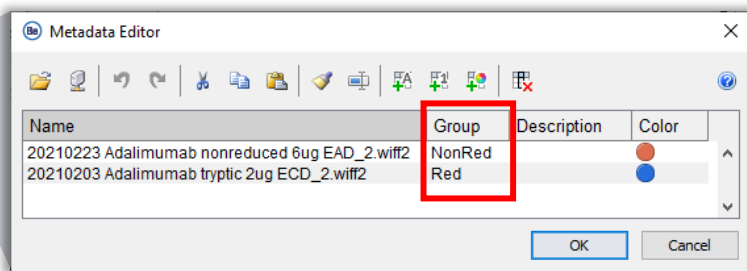 Be Metadata Editor
Name Group Description Color
20210223 Adalimumab nonreduced 6ug EAD_2.wiff2 NonRed
20210203 Adalimumab tryptic 2ug ECD_2.wiff2 Red
OK Cancel